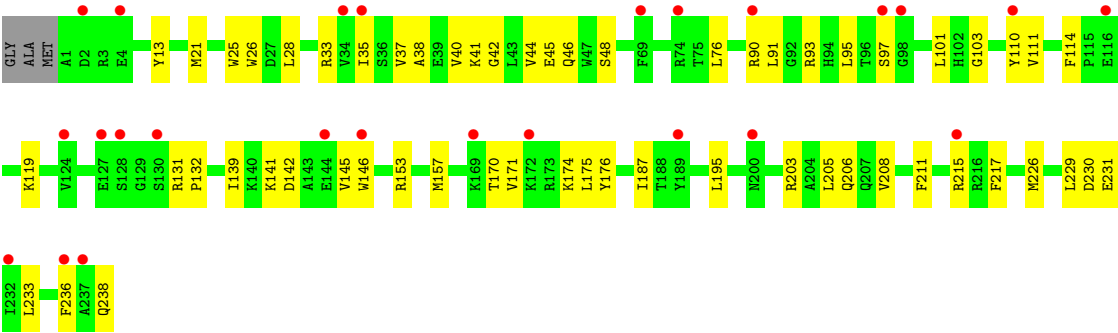 GLY ALA MET A1 D2 R3 E4 Y13 M21 W25 W26 D27 L28 R33 V34 I35 S36 V37 A38 E39 V40 K41 G42 L43 V44 E45 Q46 W47 S48 F69 R74 T75 L76 R90 L91 G92 R93 H94 L95 T96 S97 G98 L101 H102 G103 Y110 V111 F114 P115 E116
K119 V124 E127 S128 G129 S130 R131 P132 I139 K140 K141 D142 A143 E144 V145 W146 R153 M157 K169 T170 V171 K172 R173 K174 L175 Y176 I187 T188 Y189 L195 N200 R203 A204 L205 Q206 Q207 V208 F211 R215 R216 F217 M226 L229 D230 E231
I232 L233 F236 A237 Q238